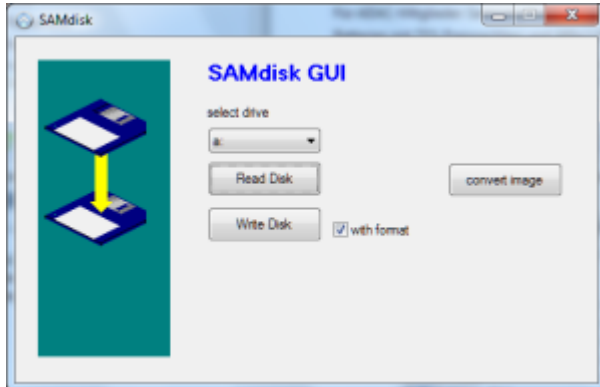 SAMdisk
SAMdisk GUI
select drive
a:
Read Disk
convert image
Write Disk
with format